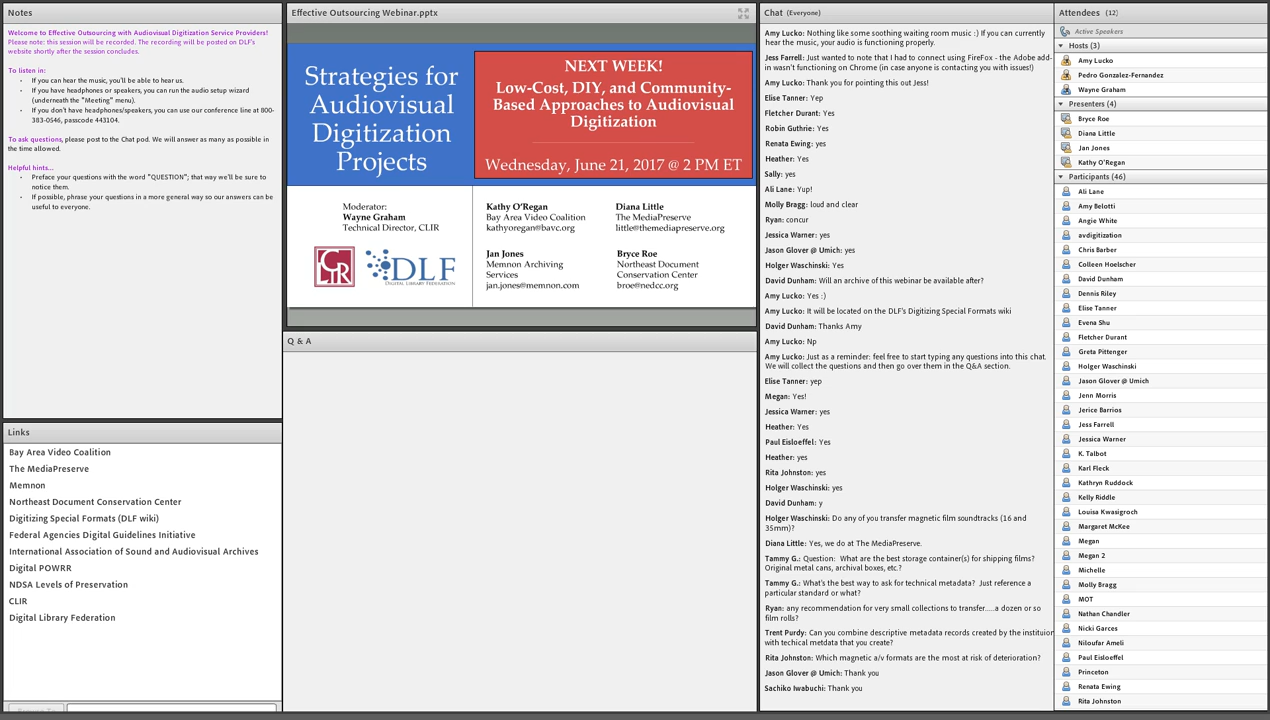 Notes
Welcome to Effective Outsourcing with Audiovisual Digitization Service Providers!
Please note: this session will be recorded. The recording will be posted on DLF's
website shortly after the session concludes.
To listen in:
• If you can hear the music, you'll be able to hear us.
• If you have headphones or speakers, you can run the audio setup wizard
(underneath the "Meeting" menu).
• If you don't have headphones/speakers, you can use our conference line at 800-
383-0546, passcode 443104.
To ask questions, please post to the Chat pod. We will answer as many as possible in
the time allowed.
Helpful hints...
• Preface your questions with the word "QUESTION"; that way we'll be sure to
notice them.
• If possible, phrase your questions in a more general way so our answers can be
useful to everyone.
Links
Bay Area Video Coalition
The MediaPreserve
Memnon
Northeast Document Conservation Center
Digitizing Special Formats (DLF wiki)
Federal Agencies Digital Guidelines Initiative
International Association of Sound and Audiovisual Archives
Digital POWRR
NDSA Levels of Preservation
CLIR
Digital Library Federation
Effective Outsourcing Webinar.pptx
Strategies for
Audiovisual
Digitization
Projects
NEXT WEEK!
Low-Cost, DIY, and Community-
Based Approaches to Audiovisual
Digitization
Wednesday, June 21, 2017 @ 2 PM ET
Moderator:
Wayne Graham
Technical Director, CLIR
CLIR
DLF
DIGITAL LIBRARY FEDERATION
Kathy O'Regan
Bay Area Video Coalition
kathyoregan@bavc.org
Diana Little
The MediaPreserve
little@themediapreserve.org
Jan Jones
Memnon Archiving
Services
jan.jones@memnon.com
Bryce Roe
Northeast Document
Conservation Center
broe@nedcc.org
Q & A
Chat (Everyone)
Amy Lucko: Nothing like some soothing waiting room music :) If you can currently
hear the music, your audio is functioning properly.
Jess Farrell: Just wanted to note that I had to connect using FireFox - the Adobe add-
in wasn't functioning on Chrome (in case anyone is contacting you with issues!)
Amy Lucko: Thank you for pointing this out Jess!
Elise Tanner: Yep
Fletcher Durant: Yes
Robin Guthrie: Yes
Renata Ewing: yes
Heather: Yes
Sally: yes
Ali Lane: Yup!
Molly Bragg: loud and clear
Ryan: concur
Jessica Warner: yes
Jason Glover @ Umich: yes
Holger Waschinski: Yes
David Dunham: Will an archive of this webinar be available after?
Amy Lucko: Yes :)
Amy Lucko: It will be located on the DLF's Digitizing Special Formats wiki
David Dunham: Thanks Amy
Amy Lucko: Np
Amy Lucko: Just as a reminder: feel free to start typing any questions into this chat.
We will collect the questions and then go over them in the Q&A section.
Elise Tanner: yep
Megan: Yes!
Jessica Warner: yes
Heather: Yes
Paul Eisloeffel: Yes
Heather: yes
Rita Johnston: yes
Holger Waschinski: yes
David Dunham: y
Holger Waschinski: Do any of you transfer magnetic film soundtracks (16 and
35mm)?
Diana Little: Yes, we do at The MediaPreserve.
Tammy G.: Question: What are the best storage container(s) for shipping films?
Original metal cans, archival boxes, etc.?
Tammy G.: What's the best way to ask for technical metadata? Just reference a
particular standard or what?
Ryan: any recommendation for very small collections to transfer.....a dozen or so
film rolls?
Trent Purdy: Can you combine descriptive metadata records created by the instituion
with techical metdata that you create?
Rita Johnston: Which magnetic a/v formats are the most at risk of deterioration?
Jason Glover @ Umich: Thank you
Sachiko Iwabuchi: Thank you
Attendees (12)
Active Speakers
Hosts (3)
Amy Lucko
Pedro Gonzalez-Fernandez
Wayne Graham
Presenters (4)
Bryce Roe
Diana Little
Jan Jones
Kathy O'Regan
Participants (46)
Ali Lane
Amy Belotti
Angie White
avdigitization
Chris Barber
Colleen Hoelscher
David Dunham
Dennis Riley
Elise Tanner
Evena Shu
Fletcher Durant
Greta Pittenger
Holger Waschinski
Jason Glover @ Umich
Jenn Morris
Jerice Barrios
Jess Farrell
Jessica Warner
K. Talbot
Karl Fleck
Kathryn Ruddock
Kelly Riddle
Louisa Kwasigroch
Margaret McKee
Megan
Megan 2
Michelle
Molly Bragg
MOT
Nathan Chandler
Nicki Garces
Niloufar Ameli
Paul Eisloeffel
Princeton
Renata Ewing
Rita Johnston